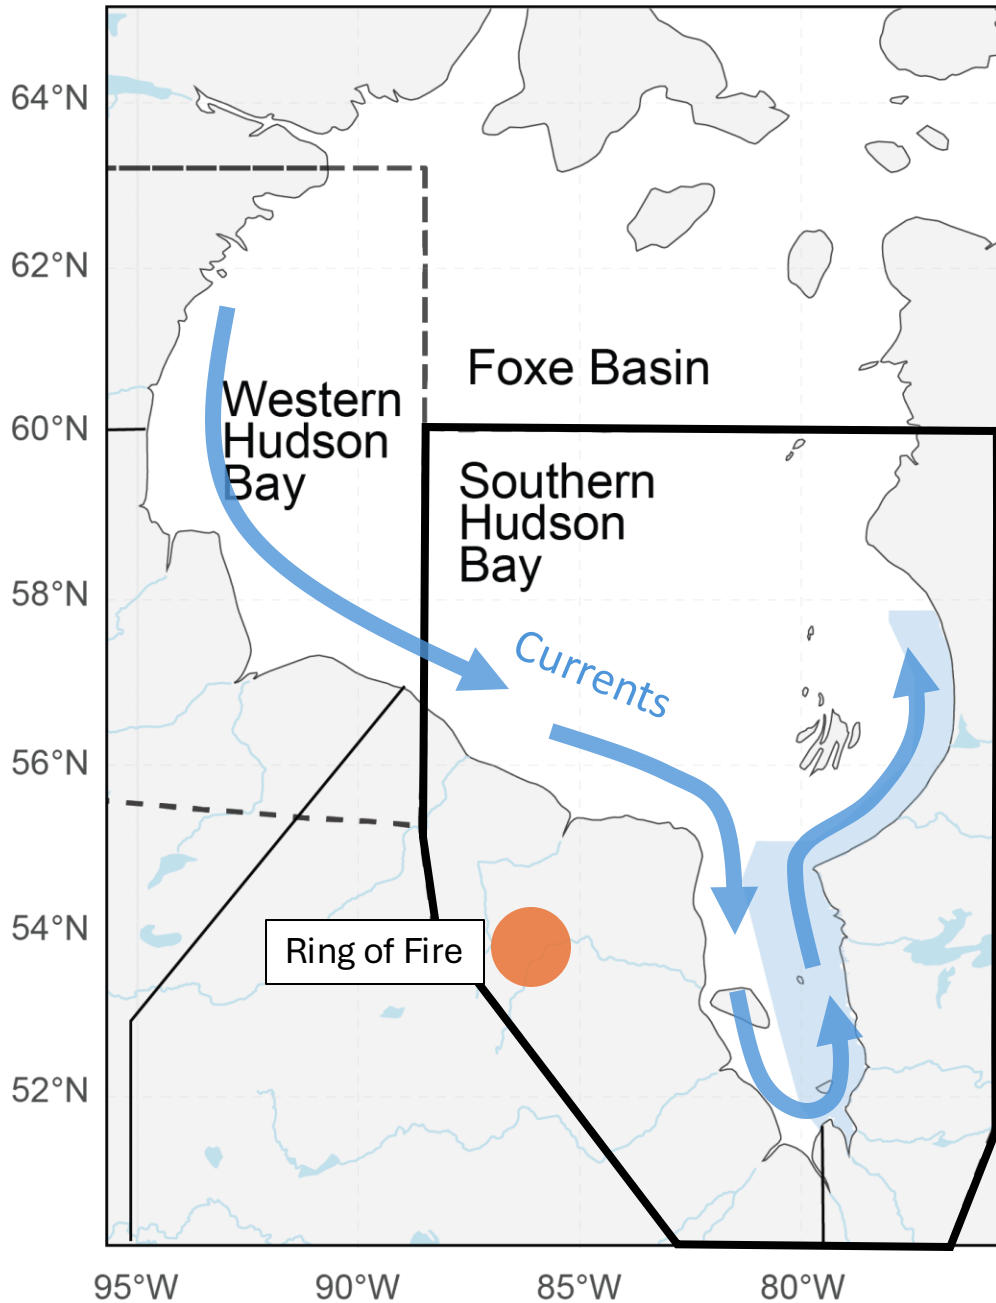 64°N
62°N
Foxe Basin
Western
Hudson
Bay
60°N
Southern
Hudson
Bay
58°N
Currents
56°N
54°N
Ring of Fire
52°N
95°W
90°W
85°W
80°W